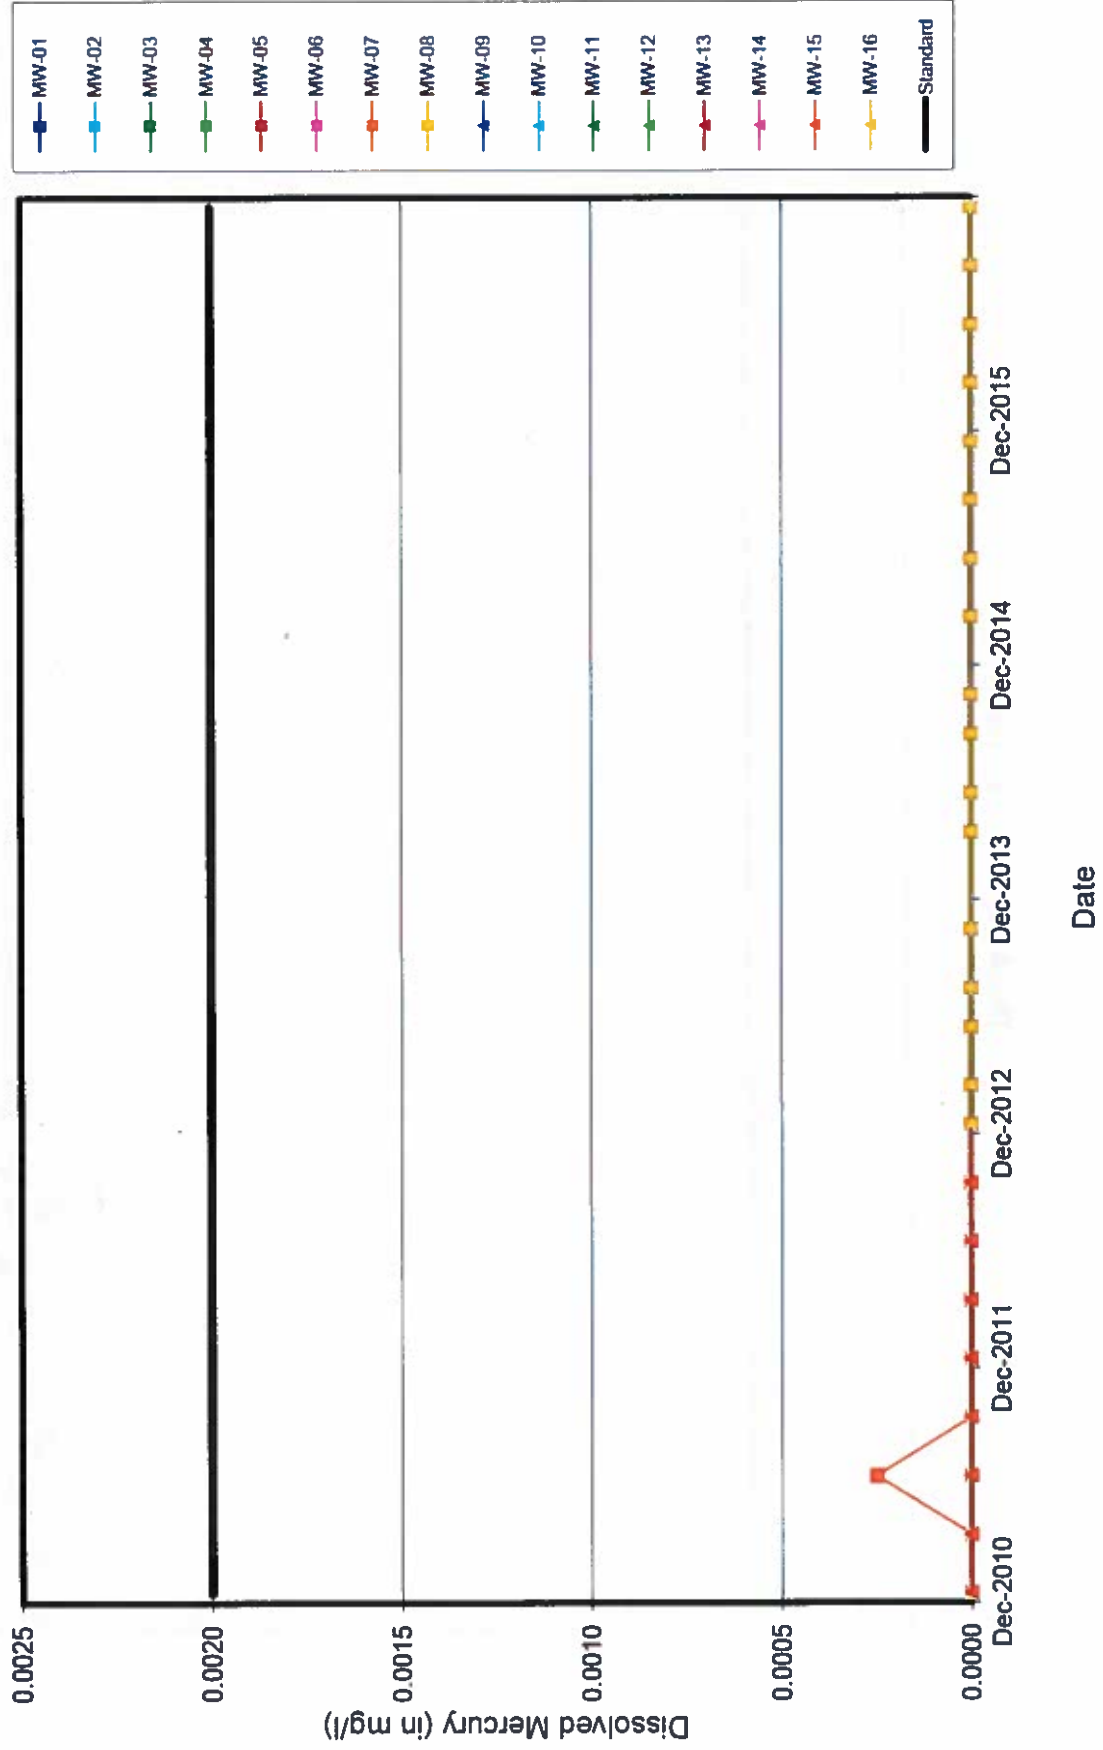 0.0025
0.0020
0.0015
0.0010
0.0005
0.0000
Dissolved Mercury (in mg/l)
Dec-2010
Dec-2011
Dec-2012
Dec-2013
Dec-2014
Dec-2015
Date
MW-01
MW-02
MW-03
MW-04
MW-05
MW-06
MW-07
MW-08
MW-09
MW-10
MW-11
MW-12
MW-13
MW-14
MW-15
MW-16
Standard